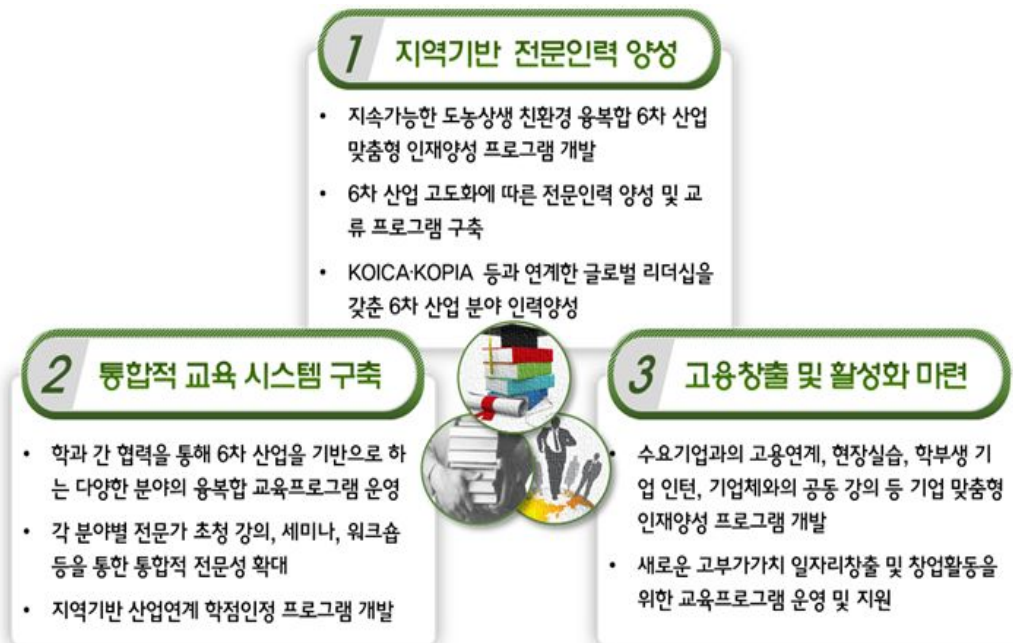 1 지역기반 전문인력 양성
• 지속가능한 도농상생 친환경 융복합 6차 산업
맞춤형 인재양성 프로그램 개발
• 6차 산업 고도화에 따른 전문인력 양성 및 교
류 프로그램 구축
• KOICA·KOPIA 등과 연계한 글로벌 리더십을
갖춘 6차 산업 분야 인력양성
2 통합적 교육 시스템 구축
• 학과 간 협력을 통해 6차 산업을 기반으로 하
는 다양한 분야의 융복합 교육프로그램 운영
• 각 분야별 전문가 초청 강의, 세미나, 워크숍
등을 통한 통합적 전문성 확대
• 지역기반 산업연계 학점인정 프로그램 개발
3 고용창출 및 활성화 마련
• 수요기업과의 고용연계, 현장실습, 학부생 기
업 인턴, 기업체와의 공동 강의 등 기업 맞춤형
인재양성 프로그램 개발
• 새로운 고부가가치 일자리창출 및 창업활동을
위한 교육프로그램 운영 및 지원